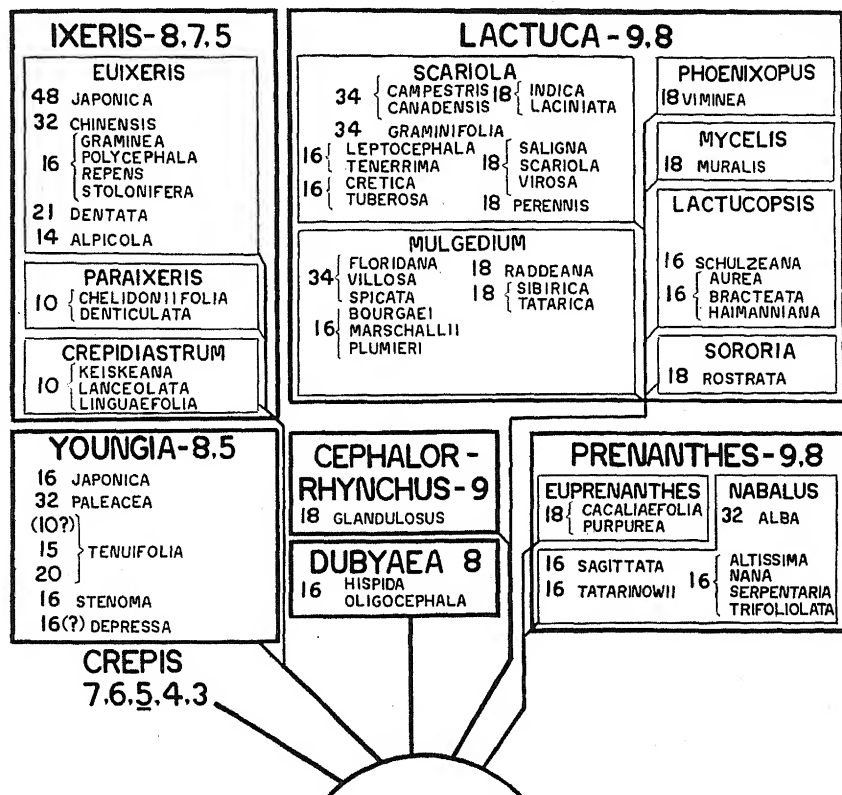 IXERIS-8,7,5
EUIXERIS
48 JAPONICA
32 CHINENSIS
16 GRAMINEA
POLYCEPHALA
REPENS
STOLONIFERA
21 DENTATA
14 ALPICOLA
PARAIXERIS
10 CHELIDONIIFOLIA
DENTICULATA
CREPIDIASTRUM
10 KEISKEANA
LANCEOLATA
LINGUAEFOLIA
LACTUCA-9,8
SCARIOLA
34 CAMPESTRIS
CANADENSIS
18 INDICA
LACINIATA
34 GRAMINIFOLIA
16 LEPTOCEPHALA
TENERRIMA
16 CRETICA
TUBEROSA
18 SALIGNA
SCARIOLA
VIROSA
18 PERENNIS
MULGEDIUM
34 FLORIDANA
VILLOSA
SPICATA
16 BOURGAEI
MARSCHALLII
PLUMIERI
18 RADDEANA
18 SIBIRICA
TATARICA
PHOENIXOPUS
18 VIMINEA
MYCELIS
18 MURALIS
LACTUCOPSIS
16 SCHULZEANA
16 AUREA
BRACTEATA
HAIMANNIANA
SORORIA
18 ROSTRATA
YOUNGIA-8,5
16 JAPONICA
32 PALEACEA
(10?)
15 TENUIFOLIA
20
16 STENOMA
16(?) DEPRESSA
CEPHALOR-
RHYNCHUS-9
18 GLANDULOSUS
DUBYAEA 8
16 HISPIDA
OLIGOCEPHALA
PRENANTHES-9,8
EUPRENANTHES
18 CACALIAEFOLIA
PURPUREA
NABALUS
32 ALBA
16 SAGITTATA
16 TATARINOWII
16 ALTISSIMA
NANA
SERPENTARIA
TRIFOLIOLATA
CREPIS
7,6,5,4,3